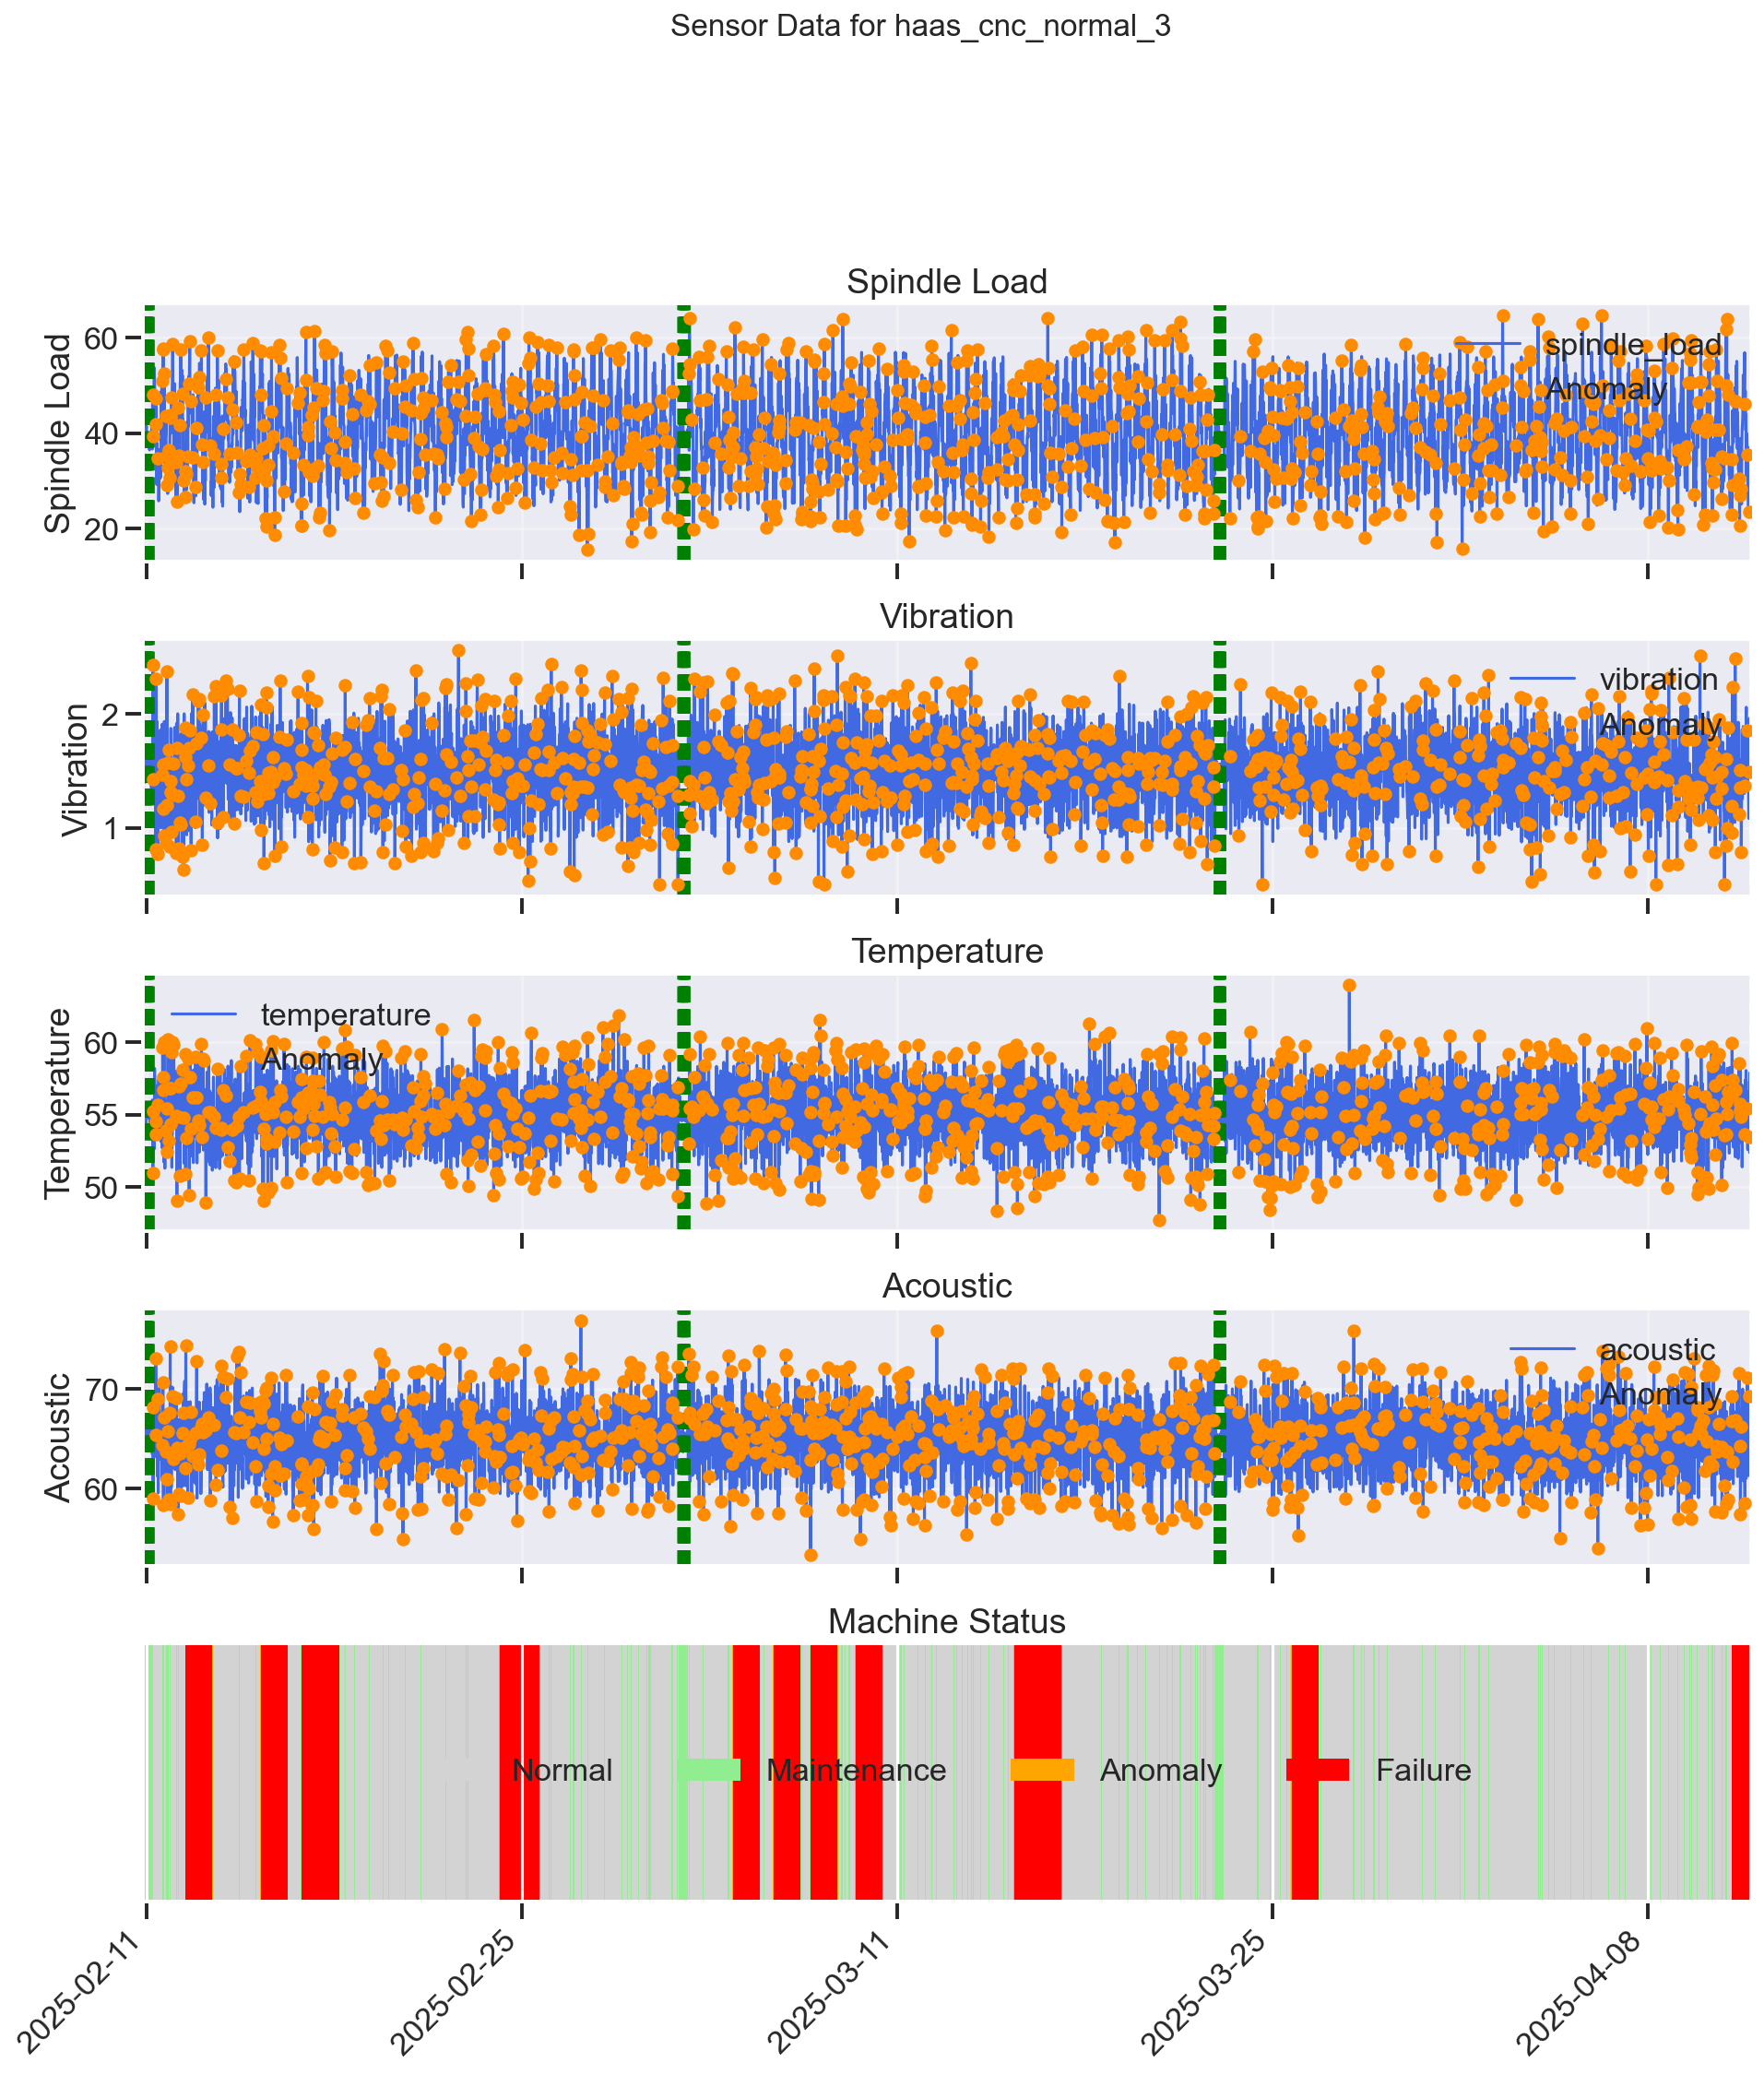 Sensor Data for haas_cnc_normal_3
Spindle Load
Spindle Load
60
40
20
spindle_load
Anomaly
Vibration
Vibration
2
1
vibration
Anomaly
Temperature
Temperature
60
55
50
temperature
Anomaly
Acoustic
Acoustic
70
60
acoustic
Anomaly
Machine Status
Normal Maintenance Anomaly Failure
2025-02-11 2025-02-25 2025-03-11 2025-03-25 2025-04-08